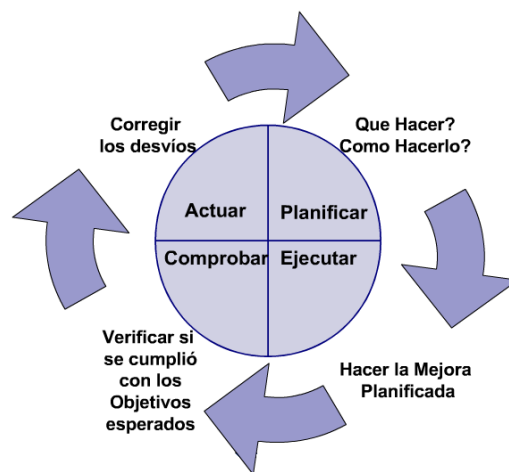 Corregir
los desvíos
Que Hacer?
Como Hacerlo?
Actuar
Planificar
Comprobar
Ejecutar
Verificar si
se cumplió
con los
Objetivos
esperados
Hacer la Mejora
Planificada